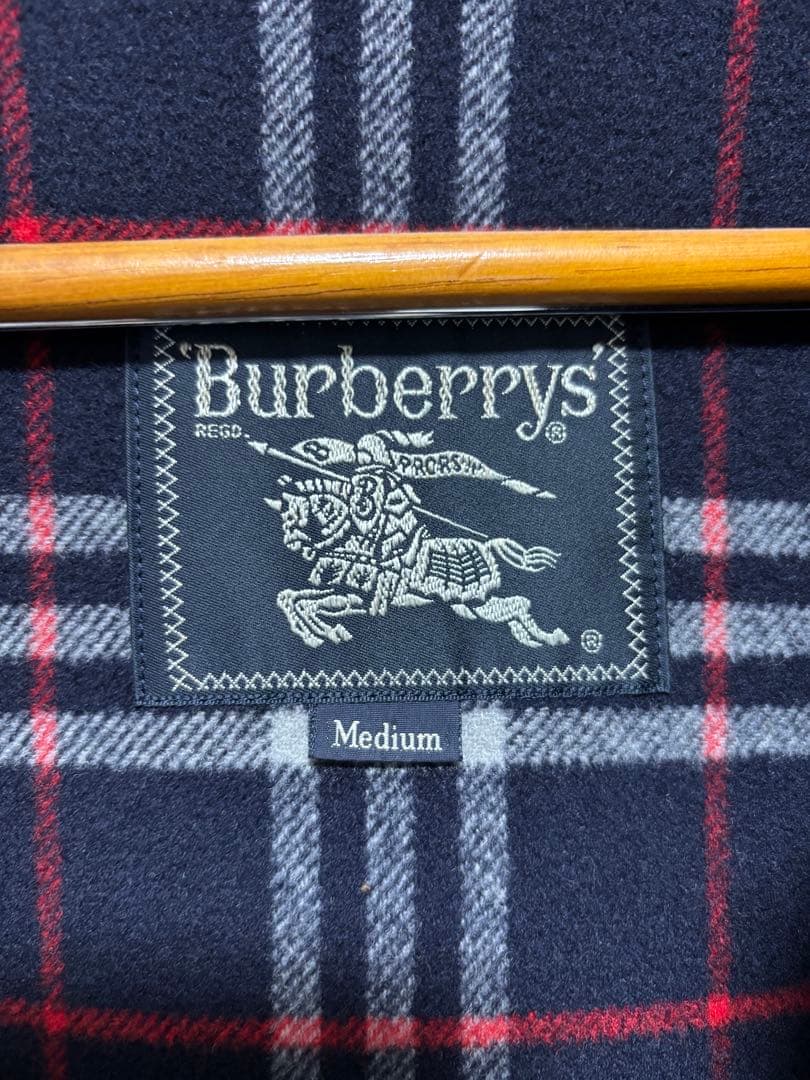 'Burberrys'
REGD.
®
B PRORSUM
B
®
Medium